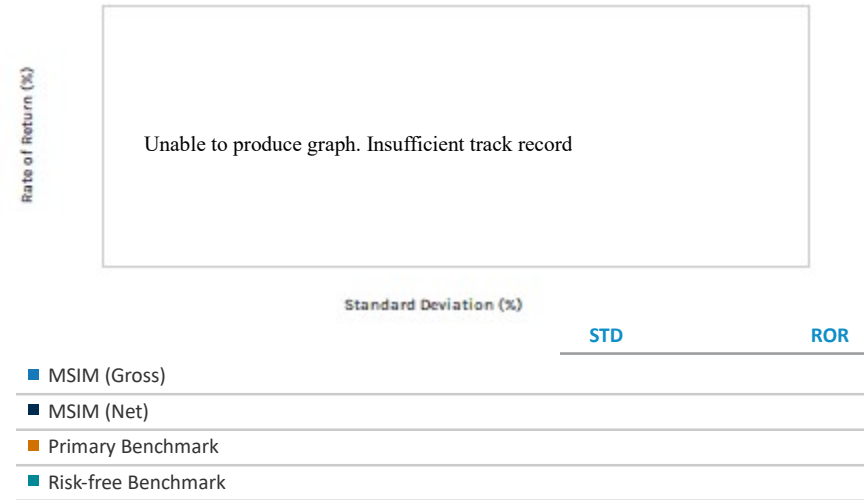 Rate of Return (%)
Unable to produce graph. Insufficient track record
Standard Deviation (%)
STD ROR
MSIM (Gross)
MSIM (Net)
Primary Benchmark
Risk-free Benchmark